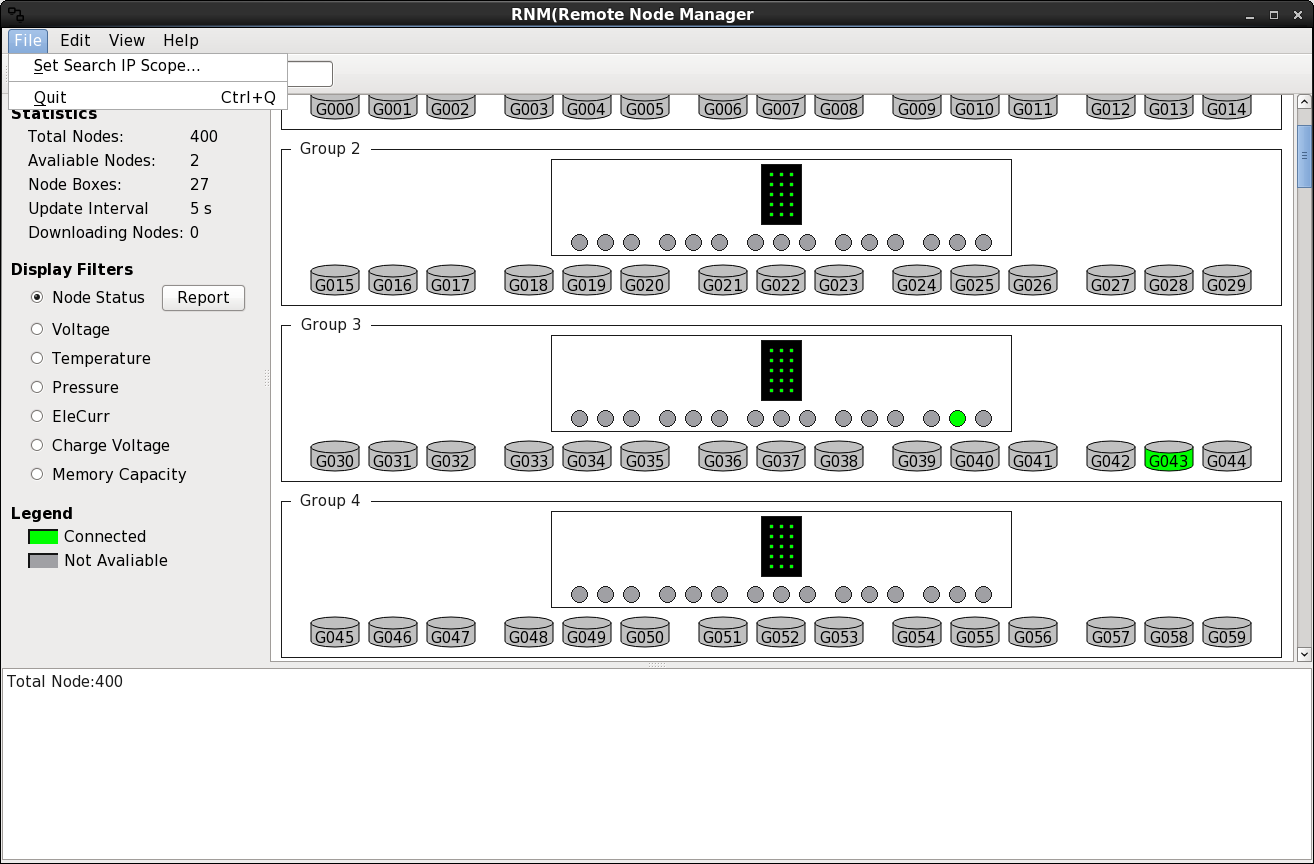 RNM(Remote Node Manager
File Edit View Help
Set Search IP Scope...
Quit Ctrl+Q
Statistics
Total Nodes: 400
Avaliable Nodes: 2
Node Boxes: 27
Update Interval 5 s
Downloading Nodes: 0
Display Filters
Node Status Report
Voltage
Temperature
Pressure
EleCurr
Charge Voltage
Memory Capacity
Legend
Connected
Not Avaliable
G000 G001 G002 G003 G004 G005 G006 G007 G008 G009 G010 G011 G012 G013 G014
Group 2
G015 G016 G017 G018 G019 G020 G021 G022 G023 G024 G025 G026 G027 G028 G029
Group 3
G030 G031 G032 G033 G034 G035 G036 G037 G038 G039 G040 G041 G042 G043 G044
Group 4
G045 G046 G047 G048 G049 G050 G051 G052 G053 G054 G055 G056 G057 G058 G059
Total Node:400